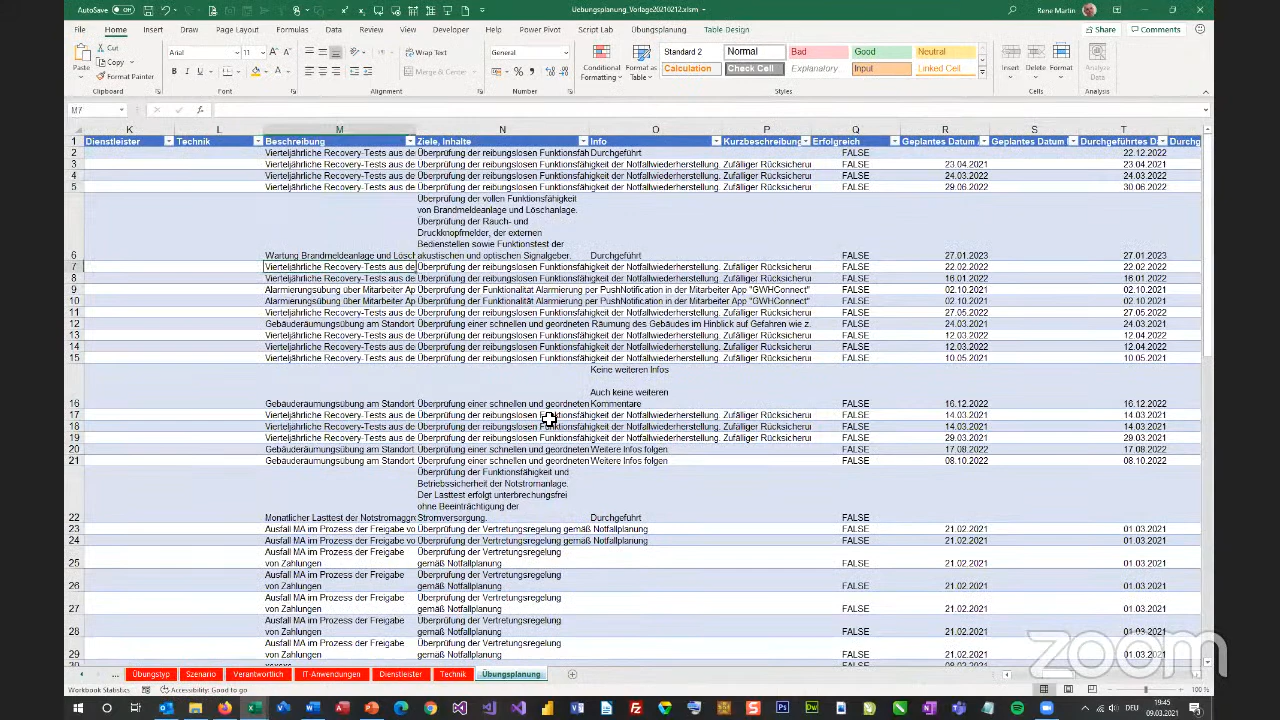 AutoSave Off
Uebungsplanung_Vorlage20210212.xlsm
Rene Martin
File Home Insert Draw Page Layout Formulas Data Review View Developer Help Power Pivot Script Lab Übungsplanung Table Design
Share Comments
Paste
Cut
Copy
Format Painter
Arial 11
Wrap Text
Merge & Center
General
Conditional Formatting
Format as Table
Standard 2 Normal Bad Good Neutral
Calculation Check Cell Explanatory Input Linked Cell
Insert Delete Format
Analyze Data
Clipboard Font Alignment Number Styles Cells Analysis
M7
K L M N O P Q R S T
1 Dienstleister Technik Beschreibung Ziele, Inhalte Info Kurzbeschreibung Erfolgreich Geplantes Datum Geplantes Datum Durchgeführtes D Durchg
2 Vierteljährliche Recovery-Tests aus de Überprüfung der reibungslosen Funktionsfäh Durchgeführt FALSE 22.12.2022
3 Vierteljährliche Recovery-Tests aus de Überprüfung der reibungslosen Funktionsfähigkeit der Notfallwiederherstellung. Zufälliger Rücksicheru FALSE 23.04.2021 23.04.2021
4 Vierteljährliche Recovery-Tests aus de Überprüfung der reibungslosen Funktionsfähigkeit der Notfallwiederherstellung. Zufälliger Rücksicheru FALSE 24.03.2022 24.03.2022
5 Vierteljährliche Recovery-Tests aus de Überprüfung der reibungslosen Funktionsfähigkeit der Notfallwiederherstellung. Zufälliger Rücksicheru FALSE 29.06.2022 30.06.2022
Überprüfung der vollen Funktionsfähigkeit
von Brandmeldeanlage und Löschanlage.
Überprüfung der Rauch- und
Druckknopfmelder, der externen
Bedienstellen sowie Funktionstest der
6 Wartung Brandmeldeanlage und Lösch akustischen und optischen Signalgeber. Durchgeführt FALSE 27.01.2023 27.01.2023
7 Vierteljährliche Recovery-Tests aus de Überprüfung der reibungslosen Funktionsfähigkeit der Notfallwiederherstellung. Zufälliger Rücksicheru FALSE 22.02.2022 22.02.2022
8 Vierteljährliche Recovery-Tests aus de Überprüfung der reibungslosen Funktionsfähigkeit der Notfallwiederherstellung. Zufälliger Rücksicheru FALSE 16.01.2022 16.01.2022
9 Alarmierungsübung über Mitarbeiter Ap Überprüfung der Funktionalität Alarmierung per PushNotification in der Mitarbeiter App "GWHConnect" FALSE 02.10.2021 02.10.2021
10 Alarmierungsübung über Mitarbeiter Ap Überprüfung der Funktionalität Alarmierung per PushNotification in der Mitarbeiter App "GWHConnect" FALSE 02.10.2021 02.10.2021
11 Vierteljährliche Recovery-Tests aus de Überprüfung der reibungslosen Funktionsfähigkeit der Notfallwiederherstellung. Zufälliger Rücksicheru FALSE 27.05.2022 27.05.2022
12 Gebäuderäumungsübung am Standort Überprüfung einer schnellen und geordneten Räumung des Gebäudes im Hinblick auf Gefahren wie z. FALSE 24.03.2021 24.03.2021
13 Vierteljährliche Recovery-Tests aus de Überprüfung der reibungslosen Funktionsfähigkeit der Notfallwiederherstellung. Zufälliger Rücksicheru FALSE 12.03.2022 12.03.2021
14 Vierteljährliche Recovery-Tests aus de Überprüfung der reibungslosen Funktionsfähigkeit der Notfallwiederherstellung. Zufälliger Rücksicheru FALSE 12.03.2022 12.04.2022
15 Vierteljährliche Recovery-Tests aus de Überprüfung der reibungslosen Funktionsfähigkeit der Notfallwiederherstellung. Zufälliger Rücksicheru FALSE 10.05.2021 10.05.2021
Keine weiteren Infos
Auch keine weiteren
16 Gebäuderäumungsübung am Standort Überprüfung einer schnellen und geordneten Kommentare FALSE 16.12.2022 16.12.2022
17 Vierteljährliche Recovery-Tests aus de Überprüfung der reibungslosen Funktionsfähigkeit der Notfallwiederherstellung. Zufälliger Rücksicheru FALSE 14.03.2021 14.03.2021
18 Vierteljährliche Recovery-Tests aus de Überprüfung der reibungslosen Funktionsfähigkeit der Notfallwiederherstellung. Zufälliger Rücksicheru FALSE 14.03.2021 14.03.2021
19 Vierteljährliche Recovery-Tests aus de Überprüfung der reibungslosen Funktionsfähigkeit der Notfallwiederherstellung. Zufälliger Rücksicheru FALSE 29.03.2021 29.03.2021
20 Gebäuderäumungsübung am Standort Überprüfung einer schnellen und geordneten Weitere Infos folgen FALSE 17.08.2022 17.08.2022
21 Gebäuderäumungsübung am Standort Überprüfung einer schnellen und geordneten Weitere Infos folgen FALSE 08.10.2022 08.10.2022
Überprüfung der Funktionsfähigkeit und
Betriebssicherheit der Notstromanlage.
Der Lasttest erfolgt unterbrechungsfrei
ohne Beeinträchtigung der
22 Monatlicher Lasttest der Notstromaggre Stromversorgung. Durchgeführt FALSE
23 Ausfall MA im Prozess der Freigabe vo Überprüfung der Vertretungsregelung gemäß Notfallplanung FALSE 21.02.2021 01.03.2021
24 Ausfall MA im Prozess der Freigabe vo Überprüfung der Vertretungsregelung gemäß Notfallplanung FALSE 21.02.2021 01.03.2021
Ausfall MA im Prozess der Freigabe Überprüfung der Vertretungsregelung
25 von Zahlungen gemäß Notfallplanung FALSE 21.02.2021 01.03.2021
Ausfall MA im Prozess der Freigabe Überprüfung der Vertretungsregelung
26 von Zahlungen gemäß Notfallplanung FALSE 21.02.2021 01.03.2021
Ausfall MA im Prozess der Freigabe Überprüfung der Vertretungsregelung
27 von Zahlungen gemäß Notfallplanung FALSE 21.02.2021 01.03.2021
Ausfall MA im Prozess der Freigabe Überprüfung der Vertretungsregelung
28 von Zahlungen gemäß Notfallplanung FALSE 21.02.2021 01.03.2021
Ausfall MA im Prozess der Freigabe Überprüfung der Vertretungsregelung
29 von Zahlungen gemäß Notfallplanung FALSE 21.02.2021 01.03.2021
zoom
... Übungstyp Szenario Verantwortlich IT-Anwendungen Dienstleister Technik Übungsplanung
Workbook Statistics Accessibility: Good to go 100 %
DEU 19:45
09.03.2021